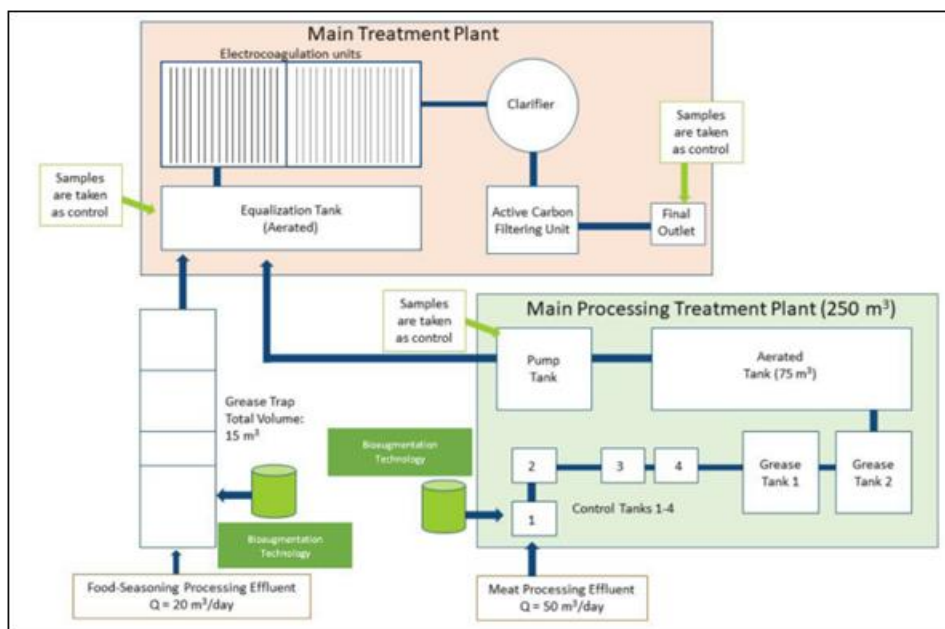 Main Treatment Plant
Electrocoagulation units
Clarifier
Samples
are taken
as control
Samples
are taken
as control
Equalization Tank
(Aerated)
Active Carbon
Filtering Unit
Final
Outlet
Samples
are taken
as control
Main Processing Treatment Plant (250 m³)
Pump
Tank
Aerated
Tank (75 m³)
Grease Trap
Total Volume:
15 m³
Bioaugmentation
Technology
2
3
4
Grease
Tank 1
Grease
Tank 2
1
Control Tanks 1-4
Bioaugmentation
Technology
Food-Seasoning Processing Effluent
Q = 20 m³/day
Meat Processing Effluent
Q = 50 m³/day